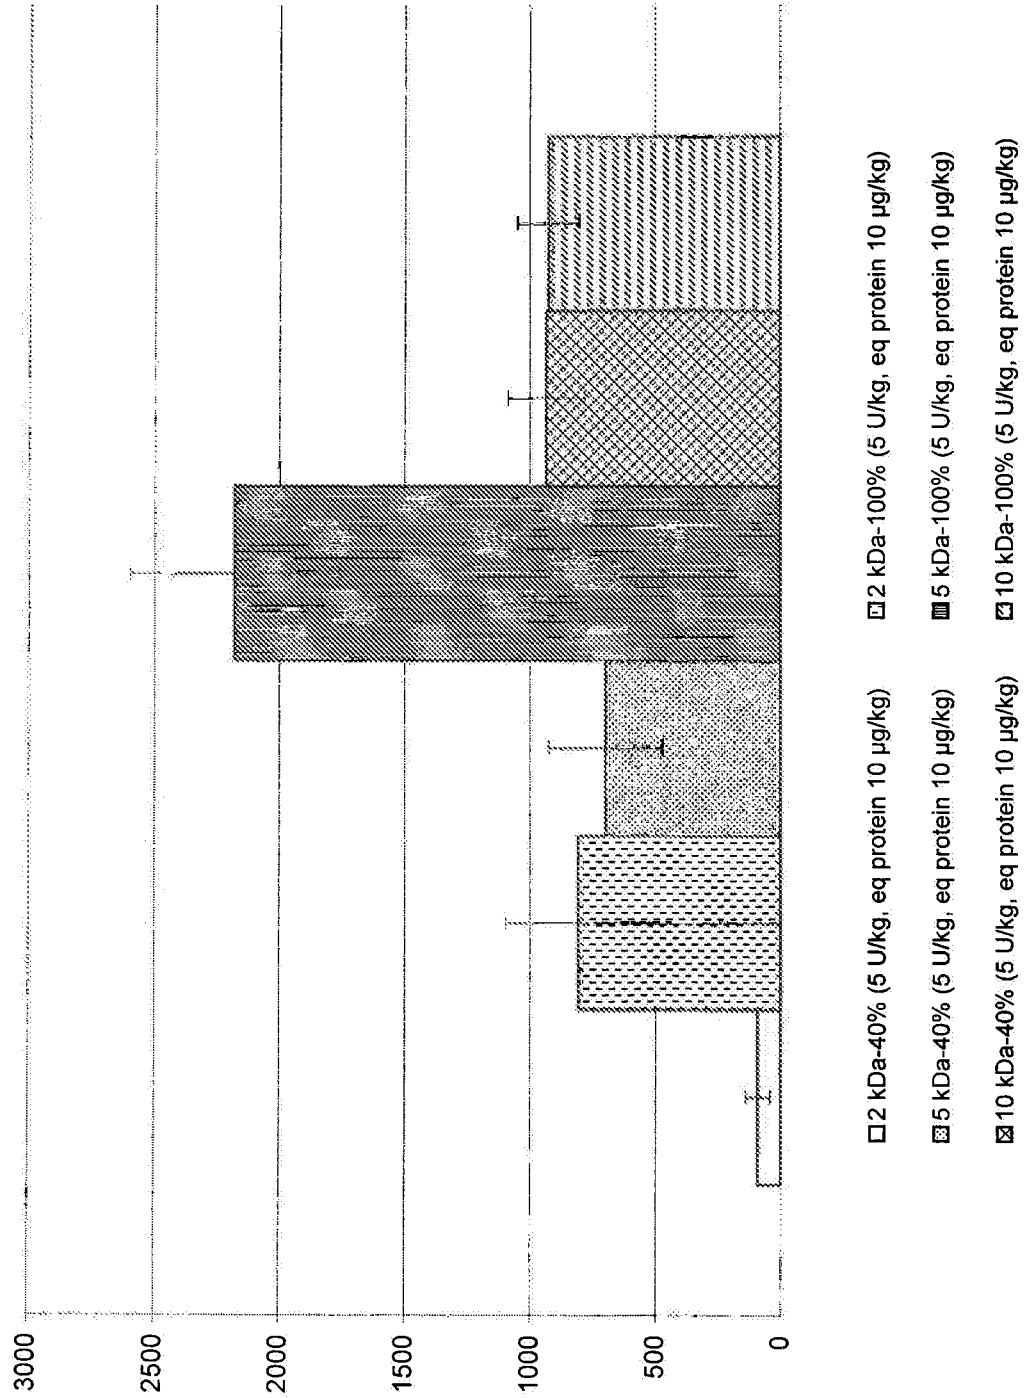 3000
2500
2000
1500
1000
500
0
2 kDa-40% (5 U/kg, eq protein 10 µg/kg)
2 kDa-100% (5 U/kg, eq protein 10 µg/kg)
5 kDa-40% (5 U/kg, eq protein 10 µg/kg)
5 kDa-100% (5 U/kg, eq protein 10 µg/kg)
10 kDa-40% (5 U/kg, eq protein 10 µg/kg)
10 kDa-100% (5 U/kg, eq protein 10 µg/kg)